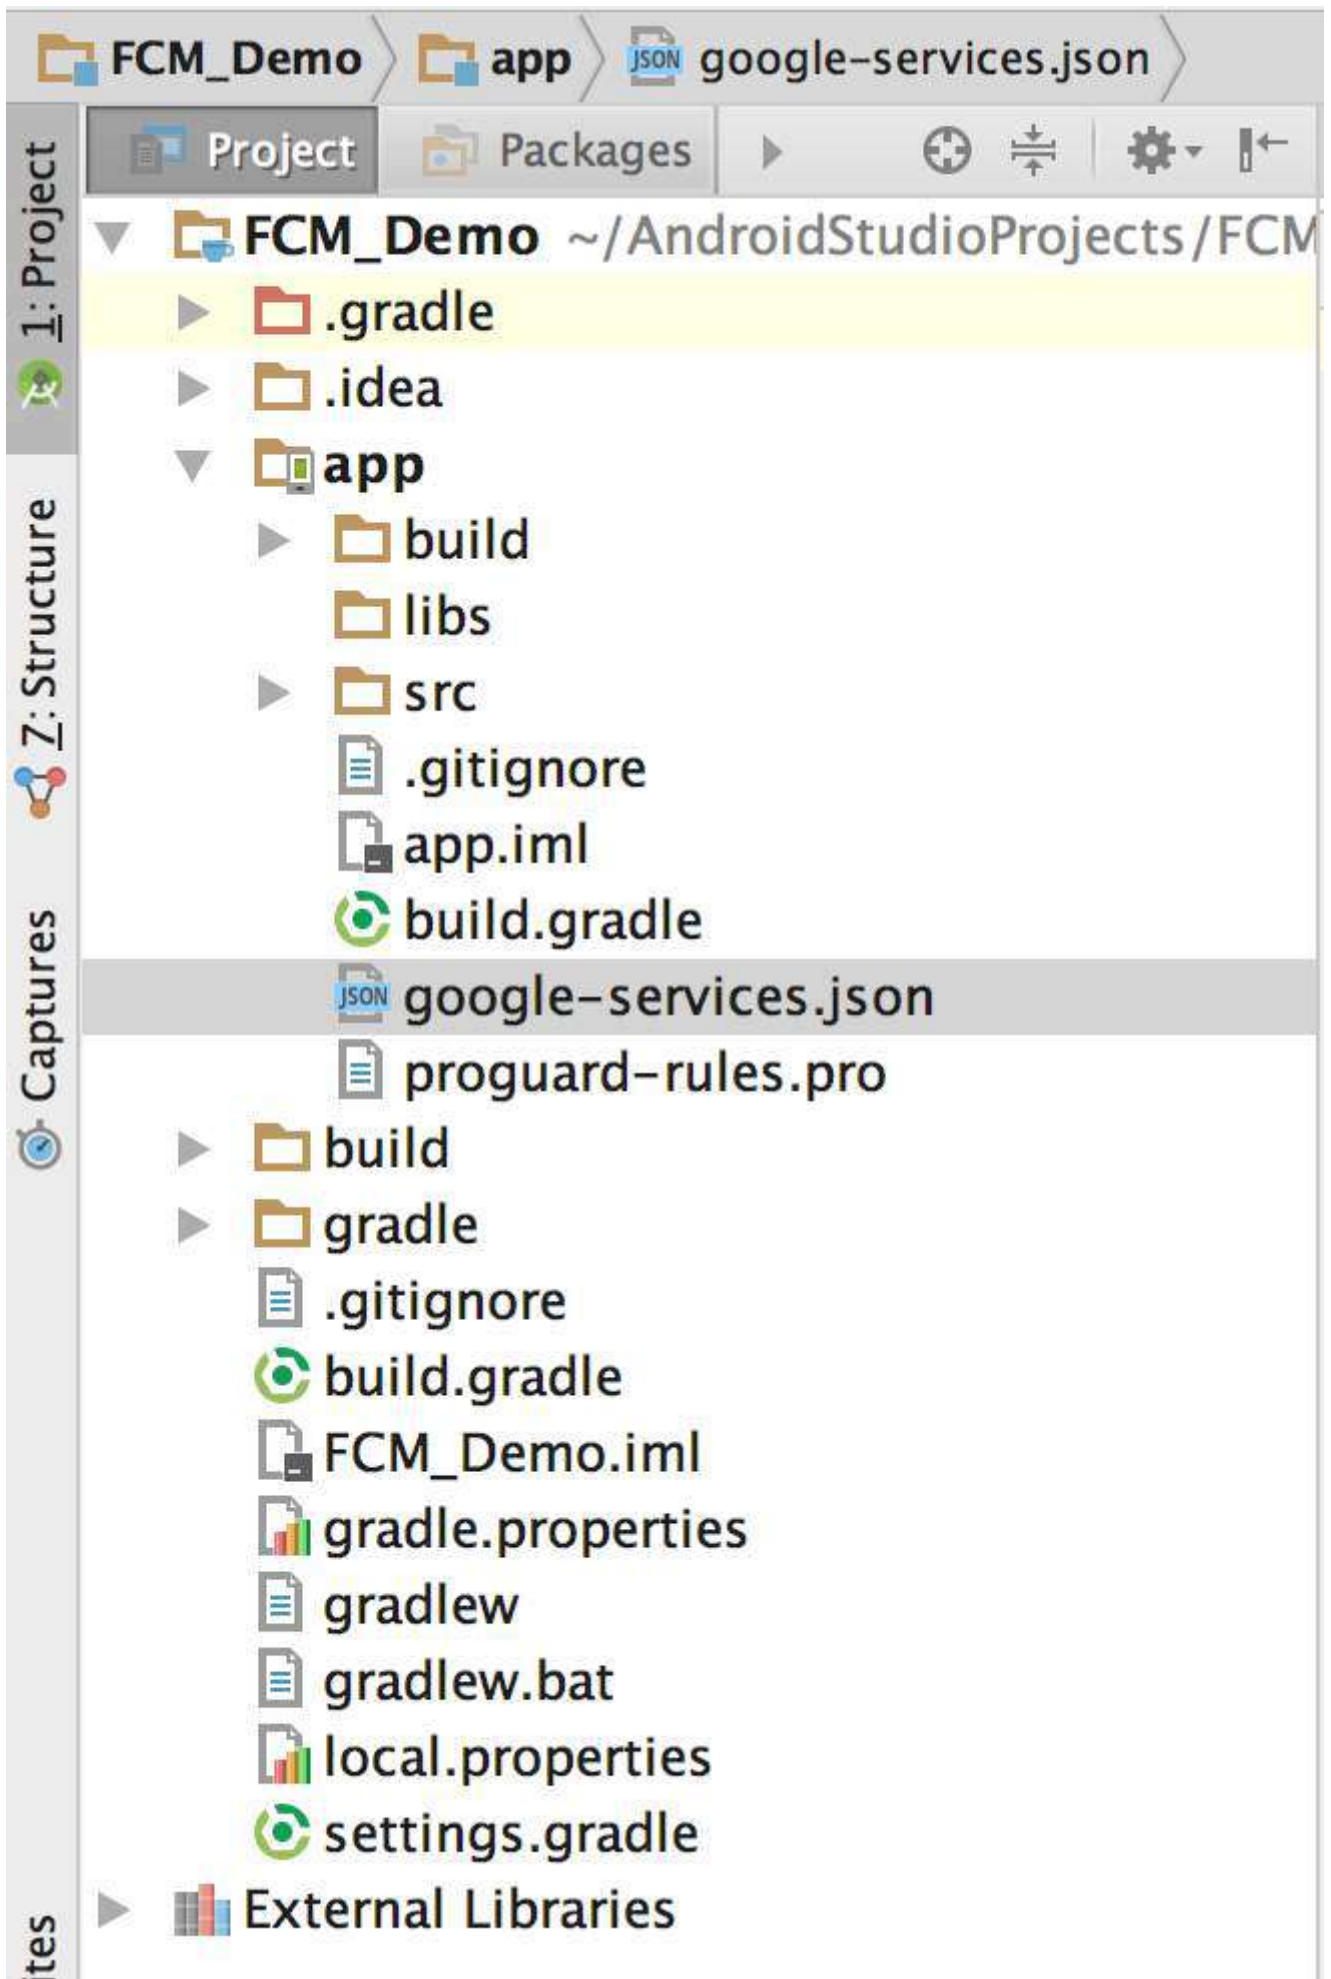 FCM_Demo app JSON google-services.json
Project Packages
1: Project
FCM_Demo ~/AndroidStudioProjects/FCM
.gradle
.idea
app
build
libs
7: Structure
src
.gitignore
app.iml
build.gradle
Captures
JSON google-services.json
proguard-rules.pro
build
gradle
.gitignore
build.gradle
FCM_Demo.iml
gradle.properties
gradlew
gradlew.bat
local.properties
settings.gradle
External Libraries